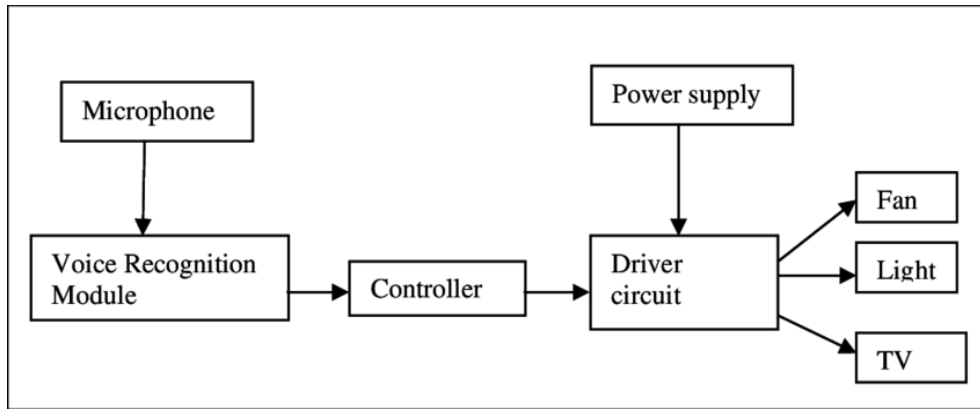 Microphone
Power supply
Voice Recognition
Module
Controller
Driver
circuit
Fan
Light
TV